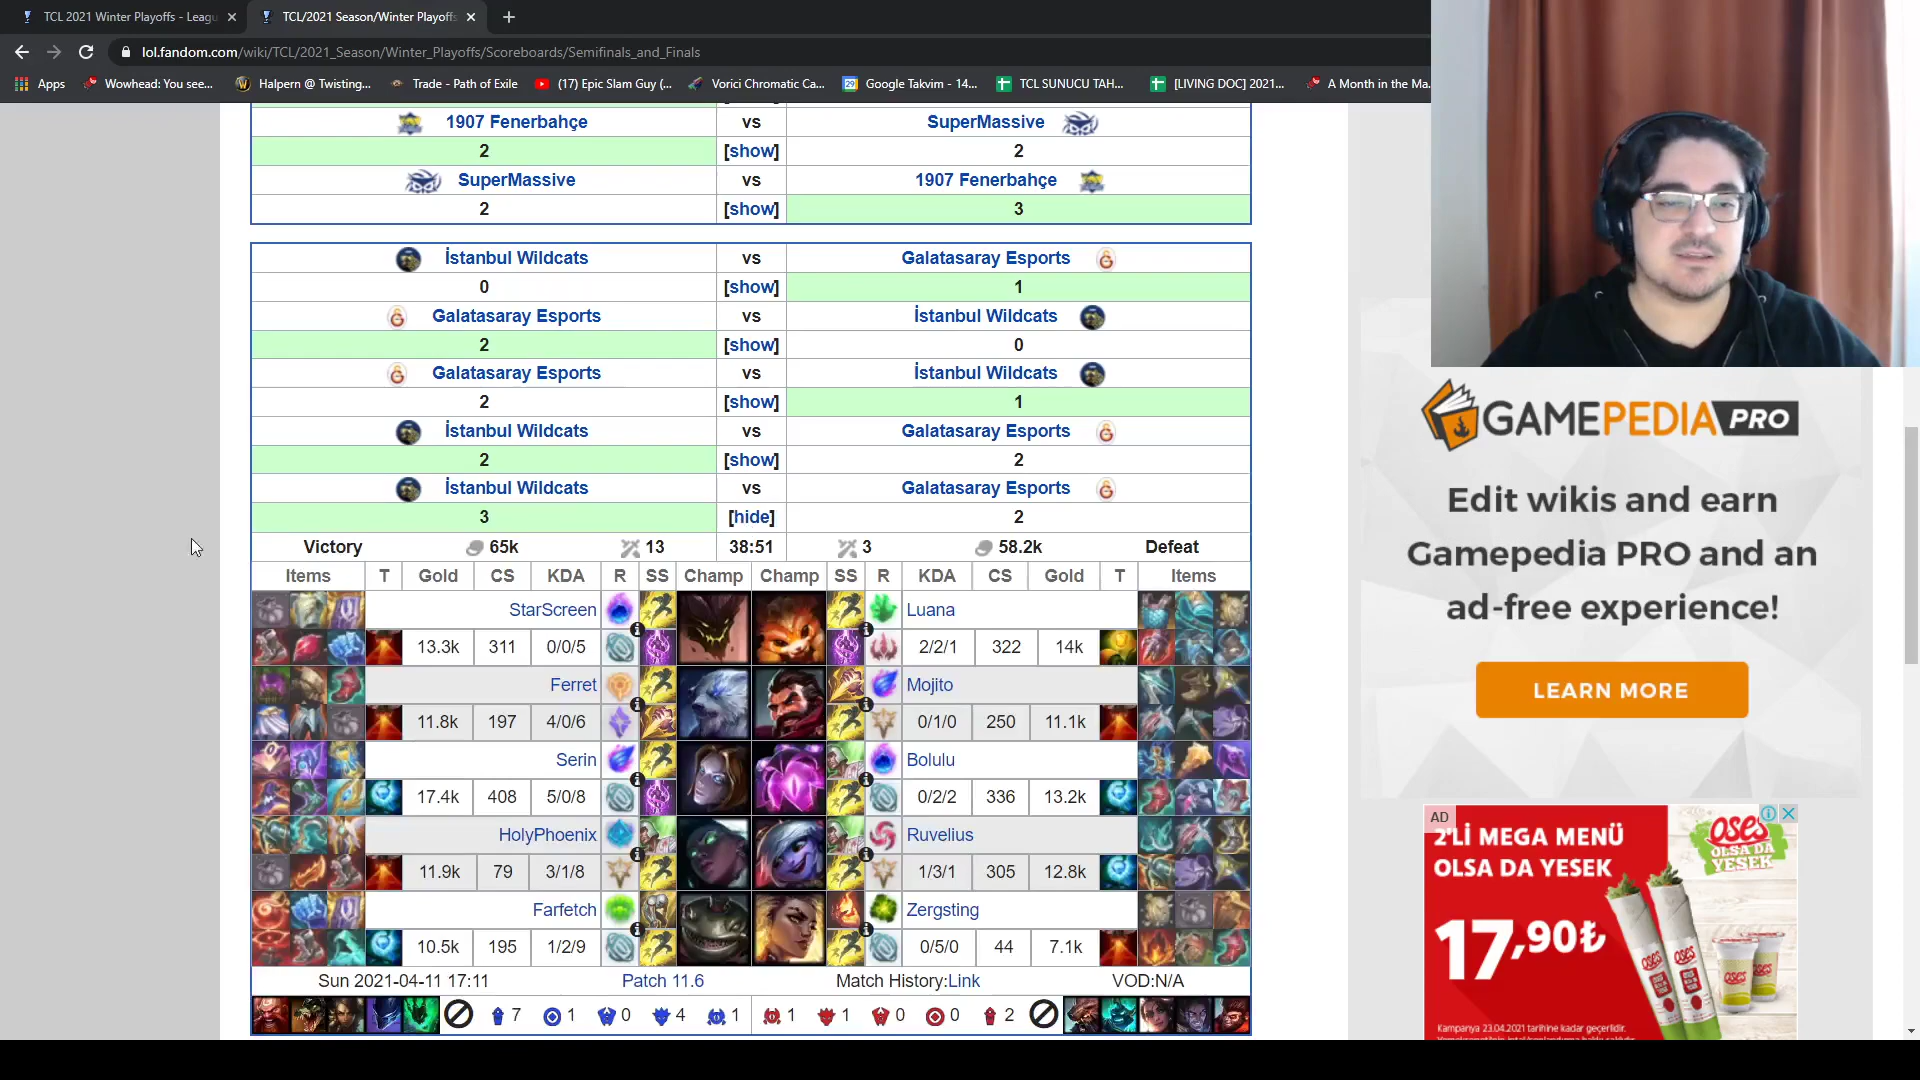 TCL 2021 Winter Playoffs - Leagu
TCL/2021 Season/Winter Playoffs
lol.fandom.com/wiki/TCL/2021_Season/Winter_Playoffs/Scoreboards/Semifinals_and_Finals
Apps
Wowhead: You see...
Halpern @ Twisting...
Trade - Path of Exile
(17) Epic Slam Guy (...
Vorici Chromatic Ca...
Google Takvim - 14...
TCL SUNUCU TAH...
[LIVING DOC] 2021...
A Month in the Ma...
1907 Fenerbahçe vs SuperMassive
2 [show] 2
SuperMassive vs 1907 Fenerbahçe
2 [show] 3
İstanbul Wildcats vs Galatasaray Esports
0 [show] 1
Galatasaray Esports vs İstanbul Wildcats
2 [show] 0
Galatasaray Esports vs İstanbul Wildcats
2 [show] 1
İstanbul Wildcats vs Galatasaray Esports
2 [show] 2
İstanbul Wildcats vs Galatasaray Esports
3 [hide] 2
Victory 65k 13 38:51 3 58.2k Defeat
Items T Gold CS KDA R SS Champ Champ SS R KDA CS Gold T Items
StarScreen Luana
13.3k 311 0/0/5 2/2/1 322 14k
Ferret Mojito
11.8k 197 4/0/6 0/1/0 250 11.1k
Serin Bolulu
17.4k 408 5/0/8 0/2/2 336 13.2k
HolyPhoenix Ruvelius
11.9k 79 3/1/8 1/3/1 305 12.8k
Farfetch Zergsting
10.5k 195 1/2/9 0/5/0 44 7.1k
Sun 2021-04-11 17:11 Patch 11.6 Match History:Link VOD:N/A
7 1 0 4 1 1 1 0 0 2
GAMEPEDIA PRO
Edit wikis and earn
Gamepedia PRO and an
ad-free experience!
LEARN MORE
AD
2'Lİ MEGA MENÜ
OLSA DA YESEK
17,90₺
oses
OLSA DA
YESEK
Kampanya 23.04.2021 tarihine kadar geçerlidir.